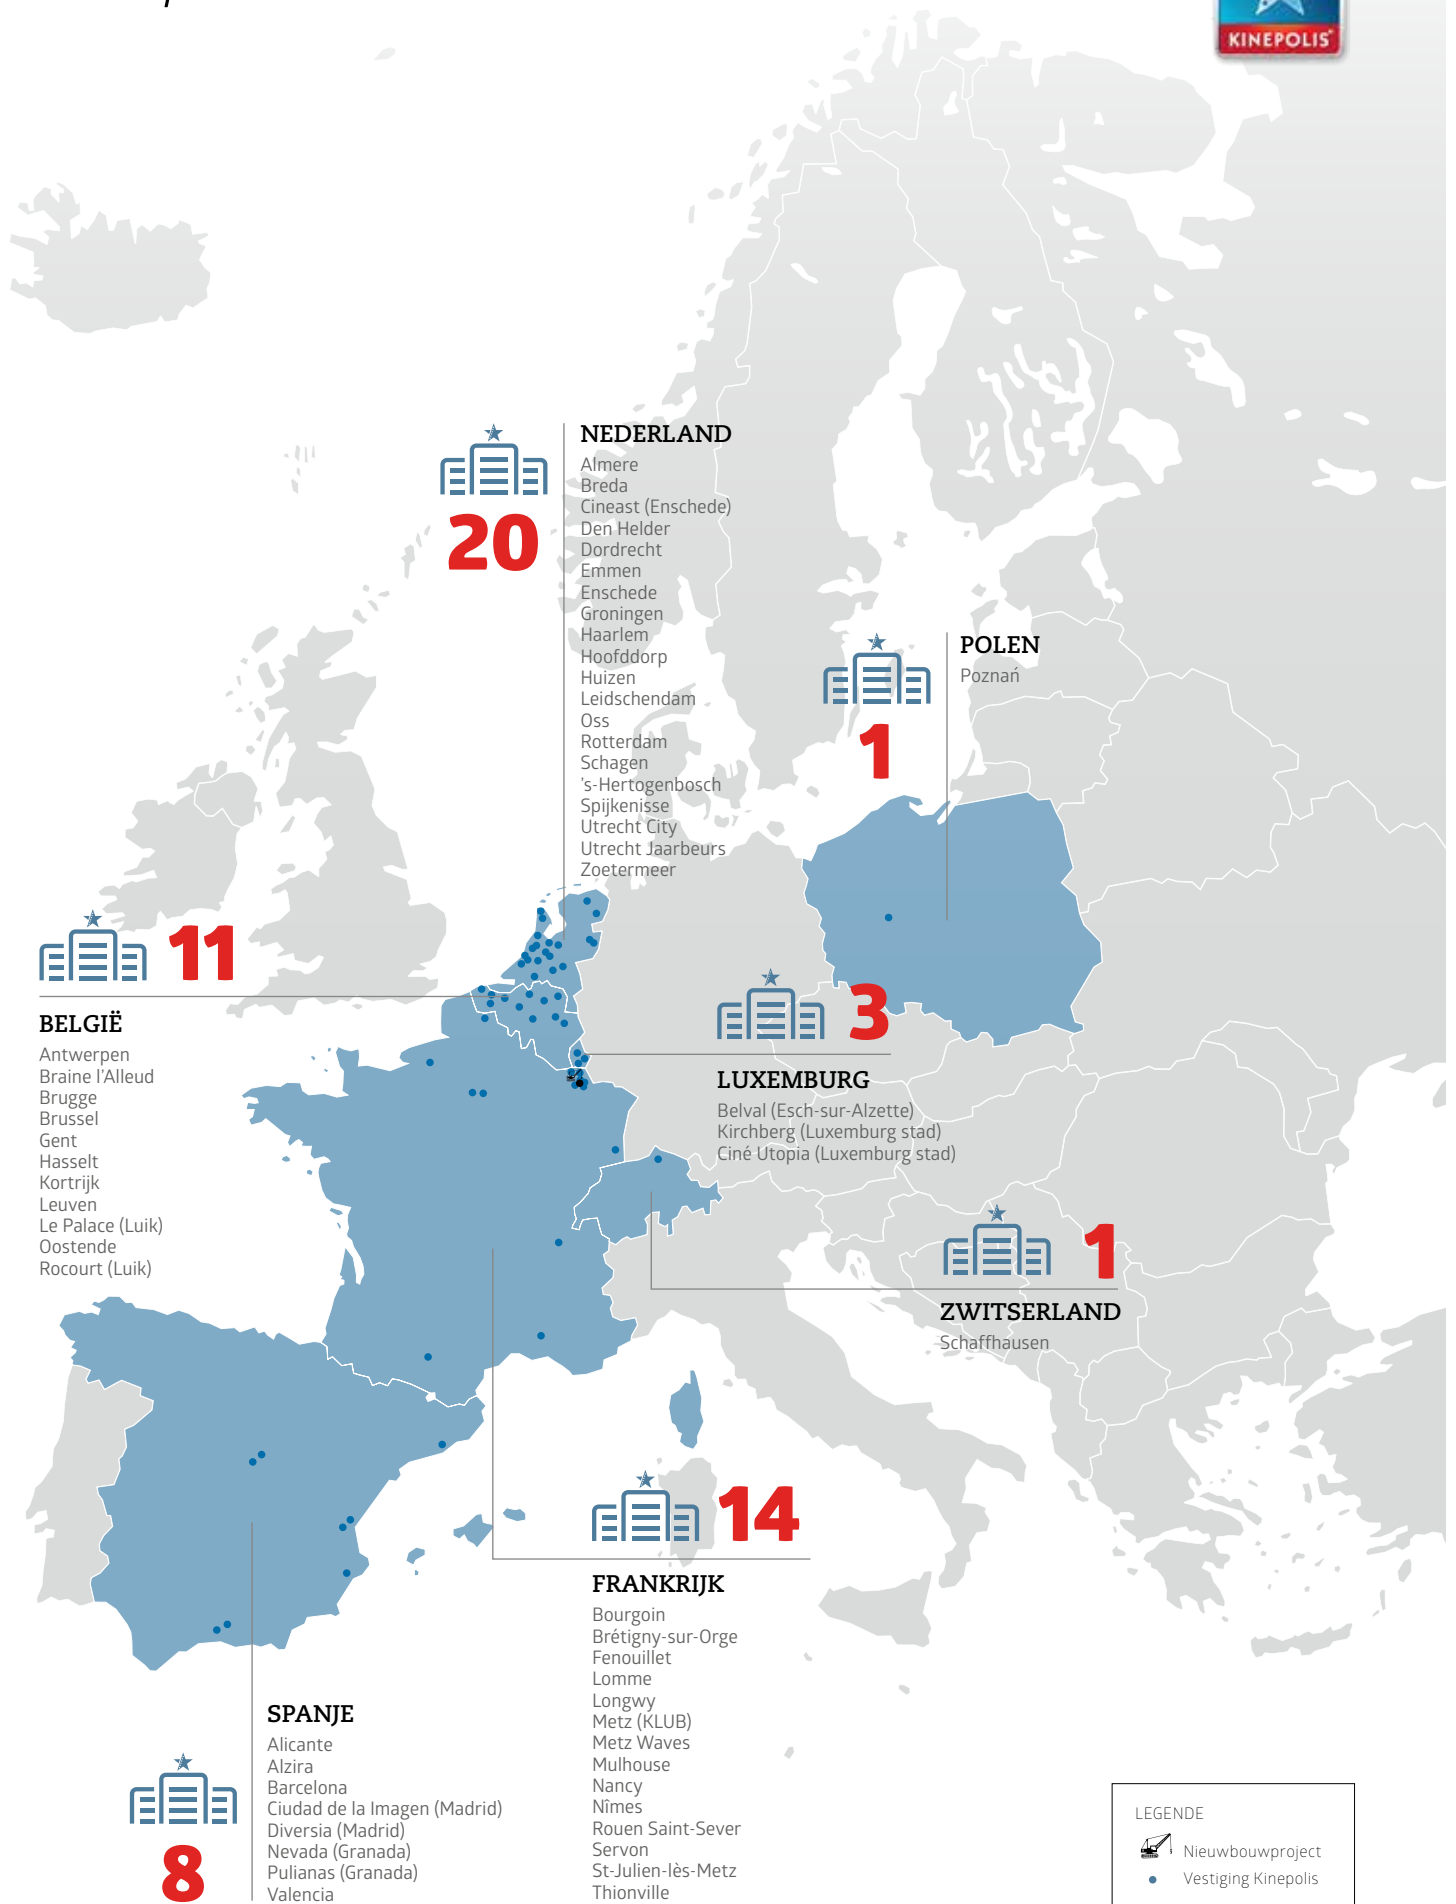 KINEPOLIS
20
NEDERLAND
Almere
Breda
Cineast (Enschede)
Den Helder
Dordrecht
Emmen
Enschede
Groningen
Haarlem
Hoofddorp
Huizen
Leidschendam
Oss
Rotterdam
Schagen
's-Hertogenbosch
Spijkenisse
Utrecht City
Utrecht Jaarbeurs
Zoetermeer
1
POLEN
Poznań
11
BELGIË
Antwerpen
Braine l'Alleud
Brugge
Brussel
Gent
Hasselt
Kortrijk
Leuven
Le Palace (Luik)
Oostende
Rocourt (Luik)
3
LUXEMBURG
Belval (Esch-sur-Alzette)
Kirchberg (Luxemburg stad)
Ciné Utopia (Luxemburg stad)
1
ZWITSERLAND
Schaffhausen
14
FRANKRIJK
Bourgoin
Brétigny-sur-Orge
Fenouillet
Lomme
Longwy
Metz (KLUB)
Metz Waves
Mulhouse
Nancy
Nîmes
Rouen Saint-Sever
Servon
St-Julien-lès-Metz
Thionville
8
SPANJE
Alicante
Alzira
Barcelona
Ciudad de la Imagen (Madrid)
Diversia (Madrid)
Nevada (Granada)
Pulianas (Granada)
Valencia
LEGENDE
Nieuwbouwproject
Vestiging Kinepolis